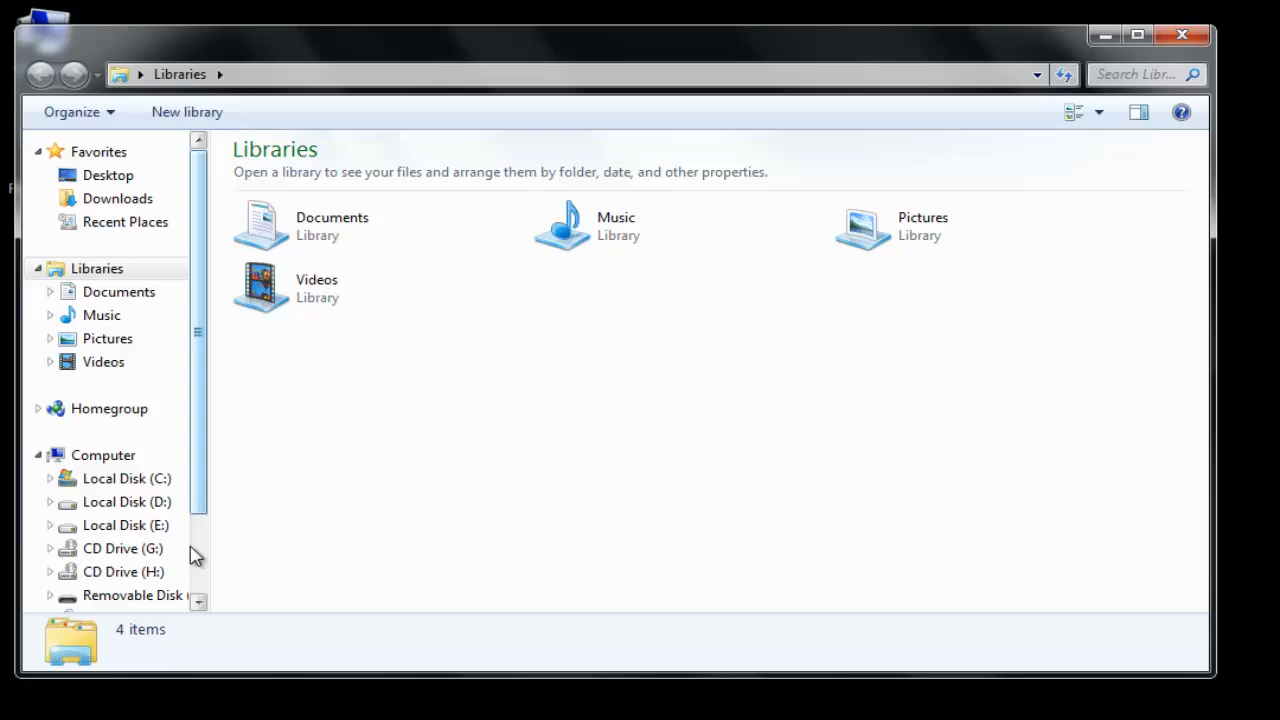 Libraries
Search Libr...
Organize
New library
Favorites
Desktop
Downloads
Recent Places
Libraries
Documents
Music
Pictures
Videos
Homegroup
Computer
Local Disk (C:)
Local Disk (D:)
Local Disk (E:)
CD Drive (G:)
CD Drive (H:)
Removable Disk (
Libraries
Open a library to see your files and arrange them by folder, date, and other properties.
Documents
Library
Music
Library
Pictures
Library
Videos
Library
4 items